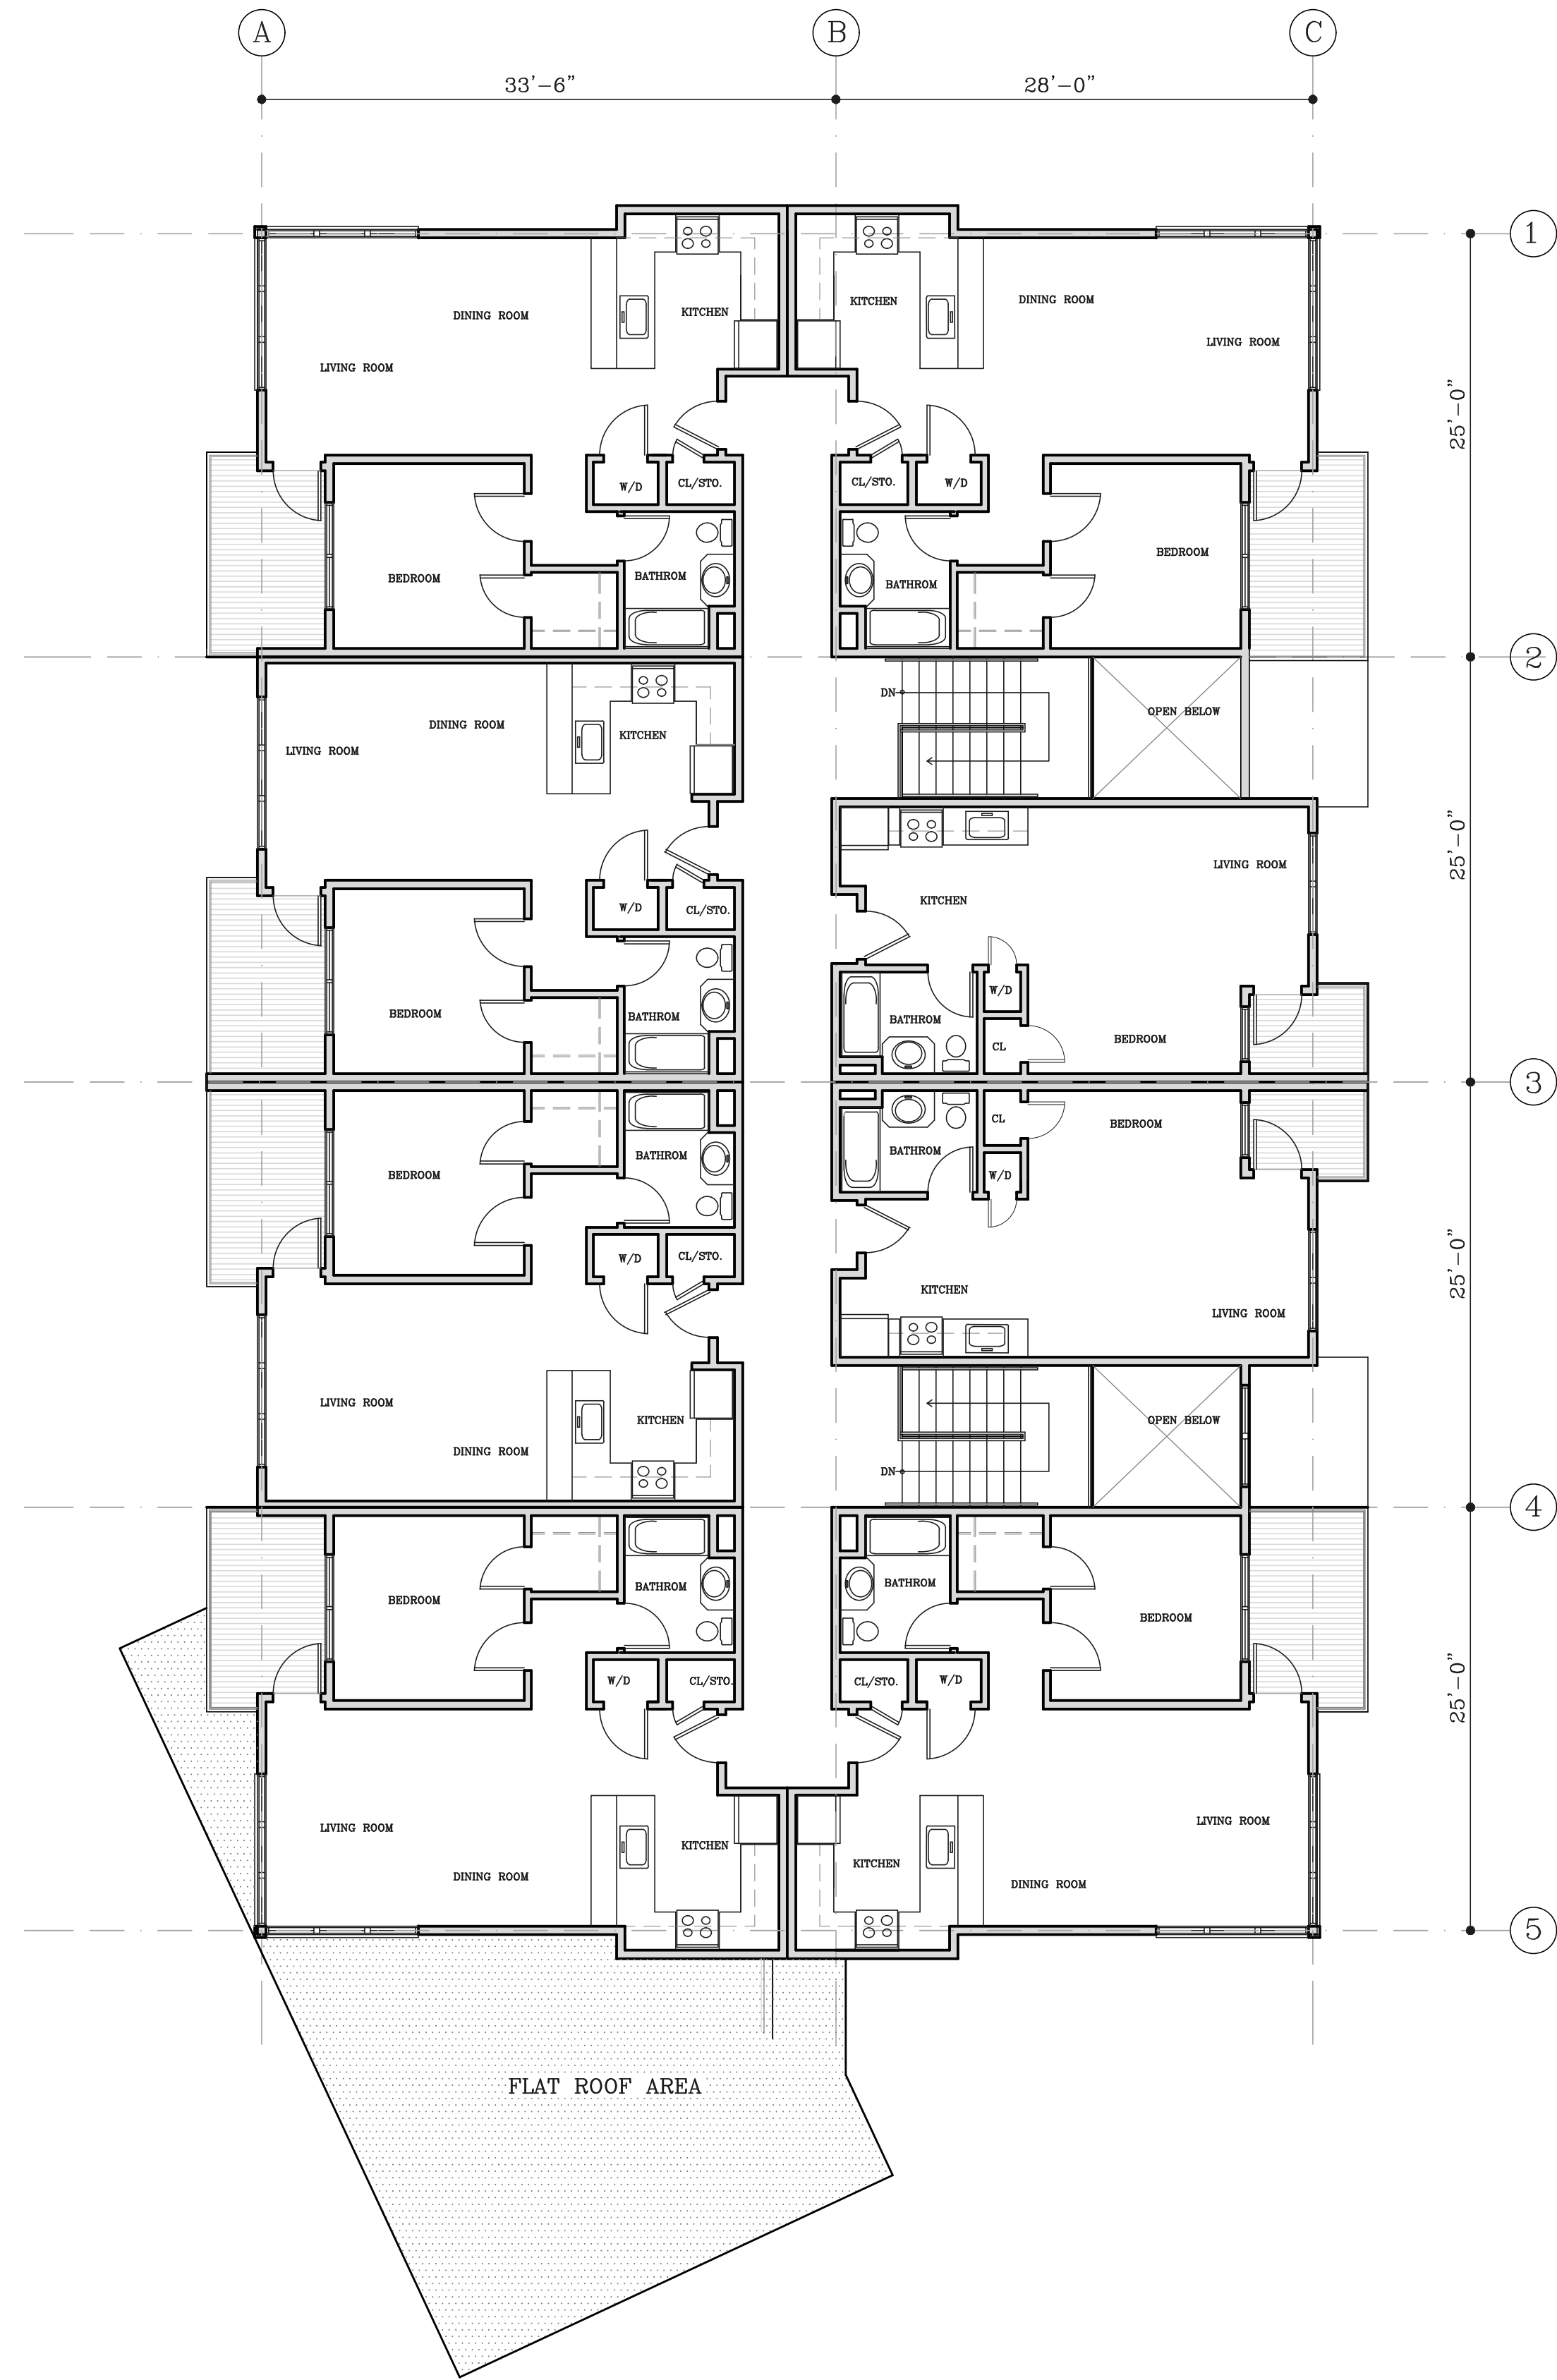 A
B
C
33'-6"
28'-0"
1
DINING ROOM
KITCHEN
KITCHEN
DINING ROOM
LIVING ROOM
LIVING ROOM
25'-0"
W/D
CL/STO.
CL/STO.
W/D
BEDROOM
BATHROM
BATHROM
BEDROOM
2
DN
OPEN BELOW
LIVING ROOM
DINING ROOM
KITCHEN
25'-0"
LIVING ROOM
KITCHEN
W/D
CL/STO.
W/D
BEDROOM
BATHROM
BATHROM
CL
BEDROOM
3
BEDROOM
BATHROM
BATHROM
CL
BEDROOM
W/D
W/D
CL/STO.
25'-0"
KITCHEN
LIVING ROOM
LIVING ROOM
DINING ROOM
KITCHEN
OPEN BELOW
DN
4
BEDROOM
BATHROM
BATHROM
BEDROOM
W/D
CL/STO.
CL/STO.
W/D
25'-0"
LIVING ROOM
DINING ROOM
KITCHEN
KITCHEN
DINING ROOM
LIVING ROOM
5
FLAT ROOF AREA